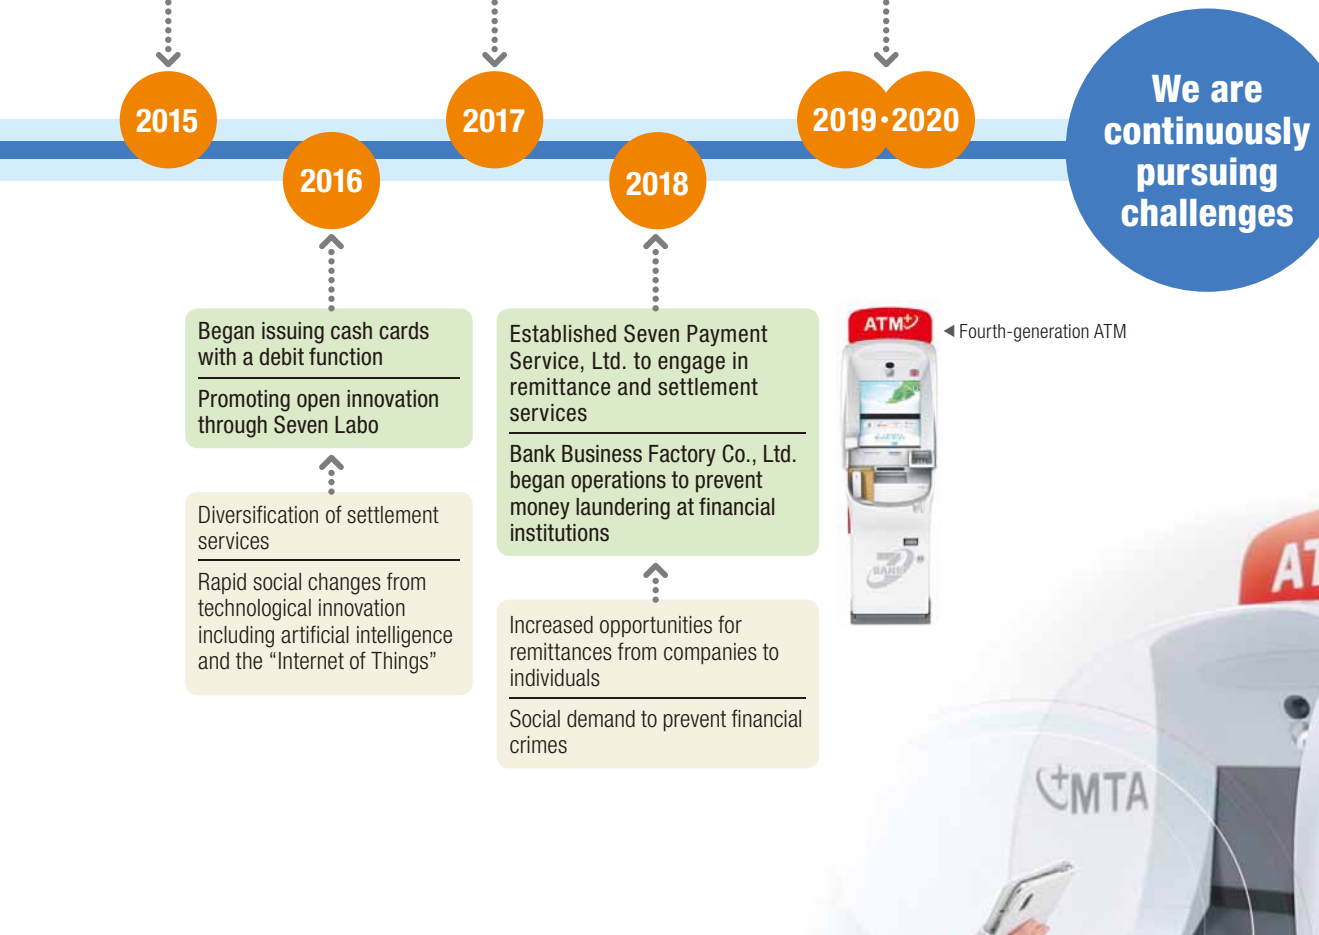 2015
2016
2017
2018
2019・2020
We are
continuously
pursuing
challenges
Began issuing cash cards
with a debit function
Promoting open innovation
through Seven Labo
Diversification of settlement
services
Rapid social changes from
technological innovation
including artificial intelligence
and the “Internet of Things”
Established Seven Payment
Service, Ltd. to engage in
remittance and settlement
services
Bank Business Factory Co., Ltd.
began operations to prevent
money laundering at financial
institutions
Increased opportunities for
remittances from companies to
individuals
Social demand to prevent financial
crimes
ATM+
◀ Fourth-generation ATM
7 BANK
AT
+MTA